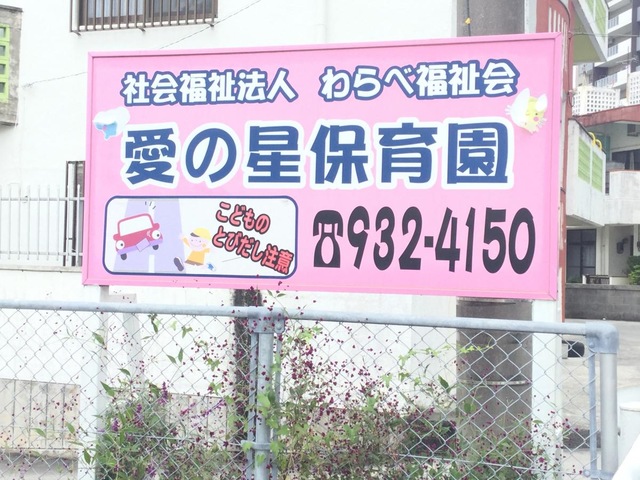 社会福祉法人 わらべ福祉会
愛の星保育園
こどもの
とびだし注意
☎932-4150